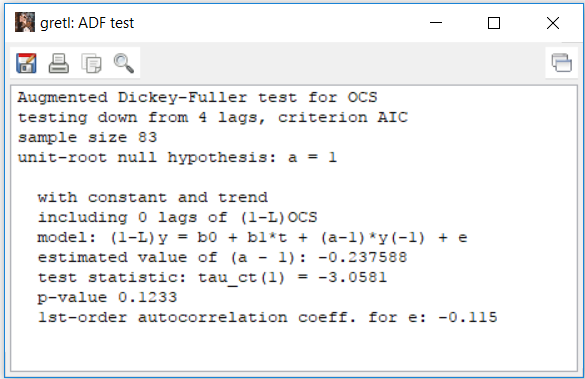 gretl: ADF test
Augmented Dickey-Fuller test for OCS
testing down from 4 lags, criterion AIC
sample size 83
unit-root null hypothesis: a = 1
with constant and trend
including 0 lags of (1-L)OCS
model: (1-L)y = b0 + b1*t + (a-1)*y(-1) + e
estimated value of (a - 1): -0.237588
test statistic: tau_ct(1) = -3.0581
p-value 0.1233
1st-order autocorrelation coeff. for e: -0.115